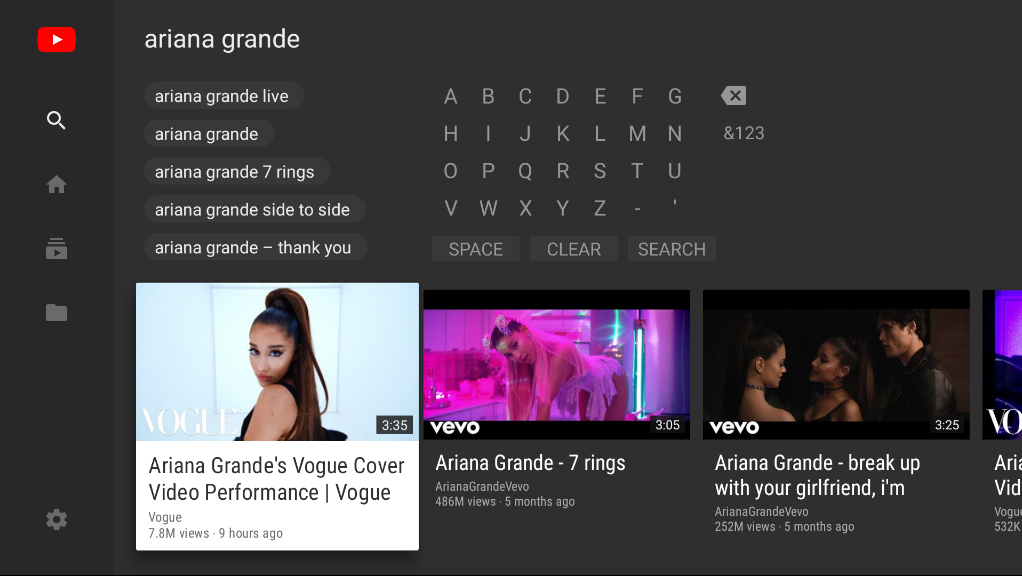 ariana grande
ariana grande live
ariana grande
ariana grande 7 rings
ariana grande side to side
ariana grande – thank you
A B C D E F G
H I J K L M N
&123
O P Q R S T U
V W X Y Z - '
SPACE CLEAR SEARCH
VOGUE
3:35
Ariana Grande's Vogue Cover
Video Performance | Vogue
Vogue
7.8M views · 9 hours ago
vevo
3:05
Ariana Grande - 7 rings
ArianaGrandeVevo
486M views · 5 months ago
vevo
3:25
Ariana Grande - break up
with your girlfriend, i'm
ArianaGrandeVevo
252M views · 5 months ago
VO
Aria
Vid
Vogu
532K